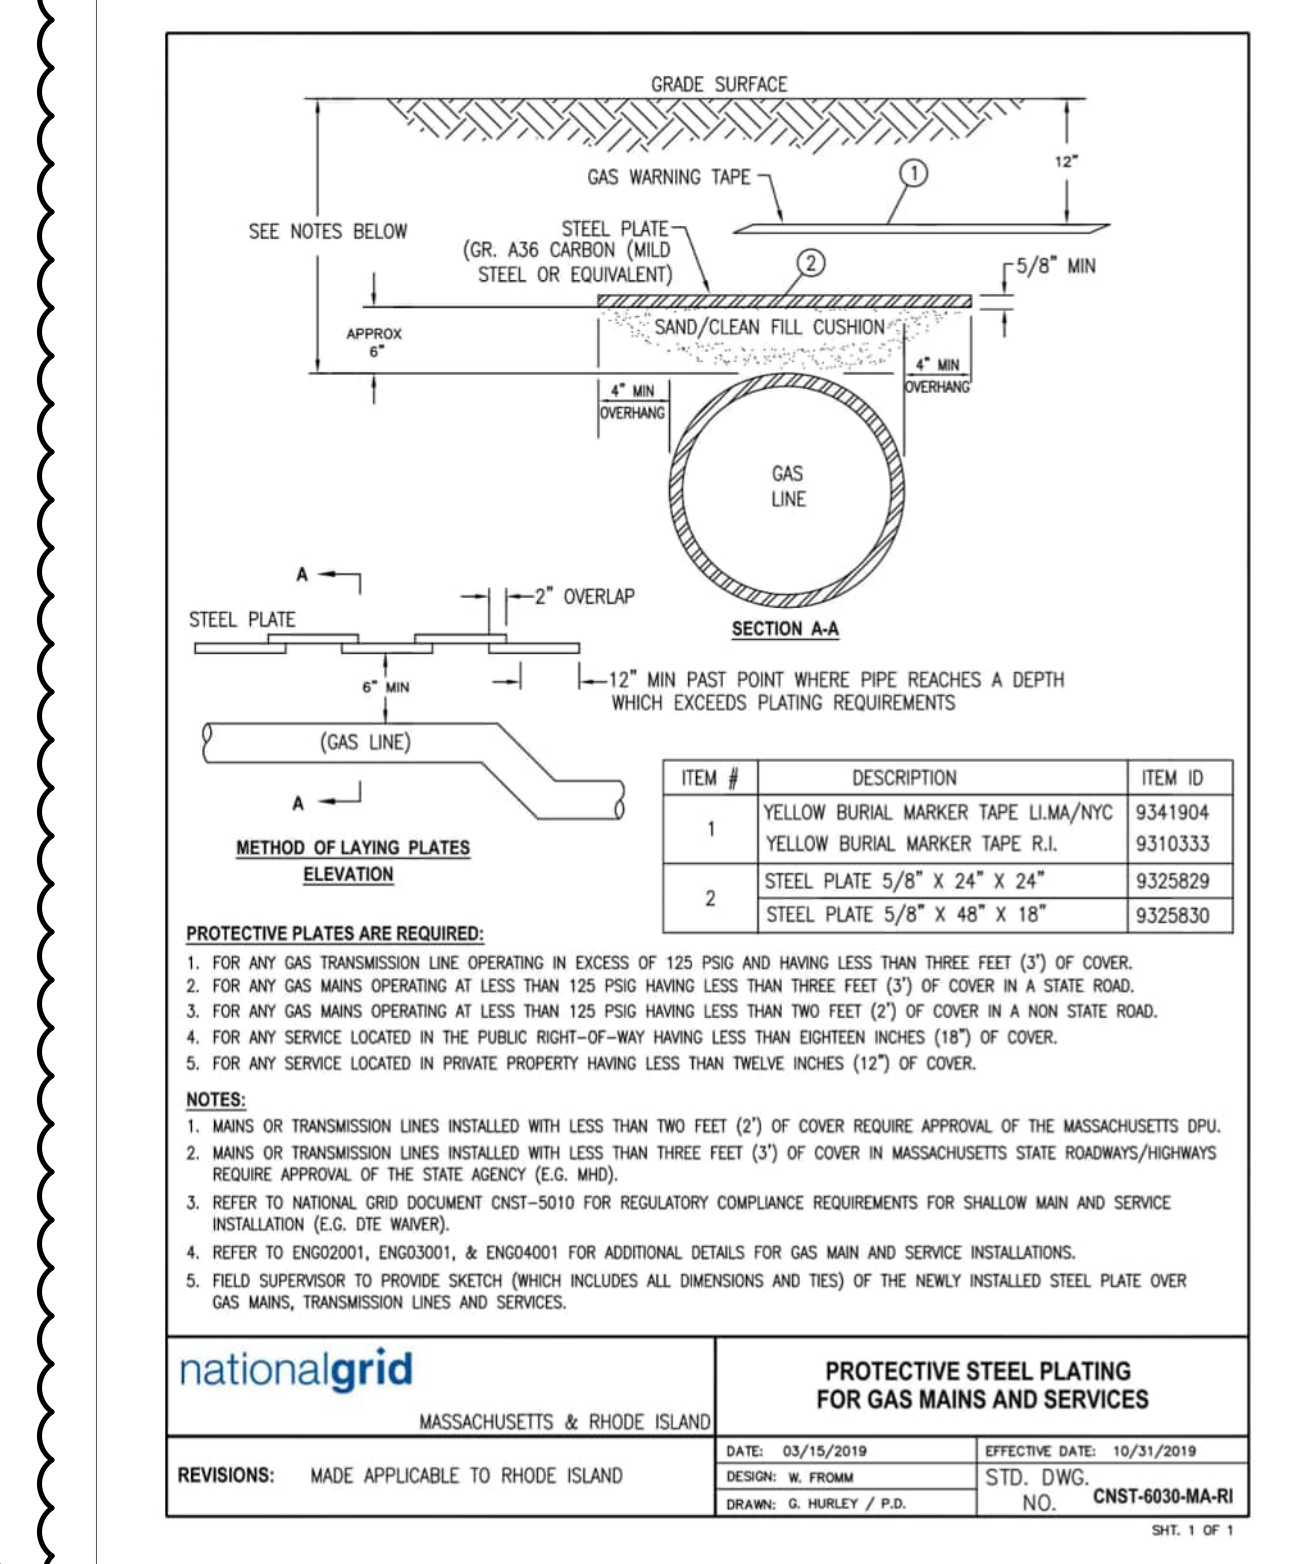 GRADE SURFACE
12"
GAS WARNING TAPE
1
SEE NOTES BELOW
STEEL PLATE
(GR. A36 CARBON (MILD
STEEL OR EQUIVALENT)
2
5/8" MIN
SAND/CLEAN FILL CUSHION
APPROX
6"
4" MIN
OVERHANG
4" MIN
OVERHANG
GAS
LINE
SECTION A-A
A
2" OVERLAP
STEEL PLATE
6" MIN
12" MIN PAST POINT WHERE PIPE REACHES A DEPTH
WHICH EXCEEDS PLATING REQUIREMENTS
(GAS LINE)
A
METHOD OF LAYING PLATES
ELEVATION
ITEM # DESCRIPTION ITEM ID
1 YELLOW BURIAL MARKER TAPE LI.MA/NYC 9341904
YELLOW BURIAL MARKER TAPE R.I. 9310333
2 STEEL PLATE 5/8" X 24" X 24" 9325829
STEEL PLATE 5/8" X 48" X 18" 9325830
PROTECTIVE PLATES ARE REQUIRED:
1. FOR ANY GAS TRANSMISSION LINE OPERATING IN EXCESS OF 125 PSIG AND HAVING LESS THAN THREE FEET (3') OF COVER.
2. FOR ANY GAS MAINS OPERATING AT LESS THAN 125 PSIG HAVING LESS THAN THREE FEET (3') OF COVER IN A STATE ROAD.
3. FOR ANY GAS MAINS OPERATING AT LESS THAN 125 PSIG HAVING LESS THAN TWO FEET (2') OF COVER IN A NON STATE ROAD.
4. FOR ANY SERVICE LOCATED IN THE PUBLIC RIGHT-OF-WAY HAVING LESS THAN EIGHTEEN INCHES (18") OF COVER.
5. FOR ANY SERVICE LOCATED IN PRIVATE PROPERTY HAVING LESS THAN TWELVE INCHES (12") OF COVER.
NOTES:
1. MAINS OR TRANSMISSION LINES INSTALLED WITH LESS THAN TWO FEET (2') OF COVER REQUIRE APPROVAL OF THE MASSACHUSETTS DPU.
2. MAINS OR TRANSMISSION LINES INSTALLED WITH LESS THAN THREE FEET (3') OF COVER IN MASSACHUSETTS STATE ROADWAYS/HIGHWAYS
REQUIRE APPROVAL OF THE STATE AGENCY (E.G. MHD).
3. REFER TO NATIONAL GRID DOCUMENT CNST-5010 FOR REGULATORY COMPLIANCE REQUIREMENTS FOR SHALLOW MAIN AND SERVICE
INSTALLATION (E.G. DTE WAIVER).
4. REFER TO ENG02001, ENG03001, & ENG04001 FOR ADDITIONAL DETAILS FOR GAS MAIN AND SERVICE INSTALLATIONS.
5. FIELD SUPERVISOR TO PROVIDE SKETCH (WHICH INCLUDES ALL DIMENSIONS AND TIES) OF THE NEWLY INSTALLED STEEL PLATE OVER
GAS MAINS, TRANSMISSION LINES AND SERVICES.
nationalgrid
MASSACHUSETTS & RHODE ISLAND
PROTECTIVE STEEL PLATING
FOR GAS MAINS AND SERVICES
REVISIONS: MADE APPLICABLE TO RHODE ISLAND
DATE: 03/15/2019
DESIGN: W. FROMM
DRAWN: G. HURLEY / P.D.
EFFECTIVE DATE: 10/31/2019
STD. DWG.
NO. CNST-6030-MA-RI
SHT. 1 OF 1